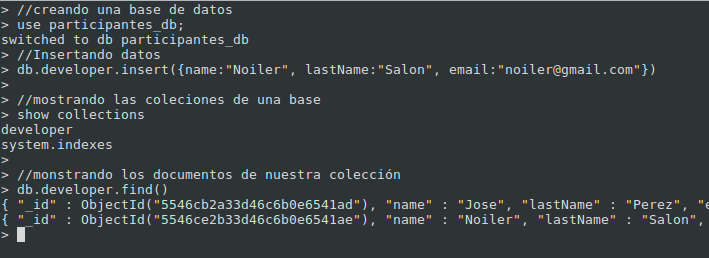 > //creando una base de datos
> use participantes_db;
switched to db participantes_db
> //Insertando datos
> db.developer.insert({name:"Noiler", lastName:"Salon", email:"noiler@gmail.com"})
>
> //mostrando las coleciones de una base
> show collections
developer
system.indexes
>
> //monstrando los documentos de nuestra colección
> db.developer.find()
{ "_id" : ObjectId("5546cb2a33d46c6b0e6541ad"), "name" : "Jose", "lastName" : "Perez", "e
{ "_id" : ObjectId("5546ce2b33d46c6b0e6541ae"), "name" : "Noiler", "lastName" : "Salon",
>